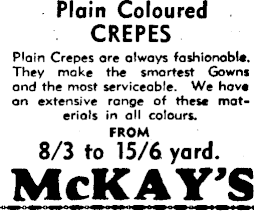 Plain Coloured
CREPES
Plain Crepes are always fashionable.
They make the smartest Gowns
and the most serviceable. We have
an extensive range of these mat-
erials in all colours.
FROM
8/3 to 15/6 yard.
McKAY'S